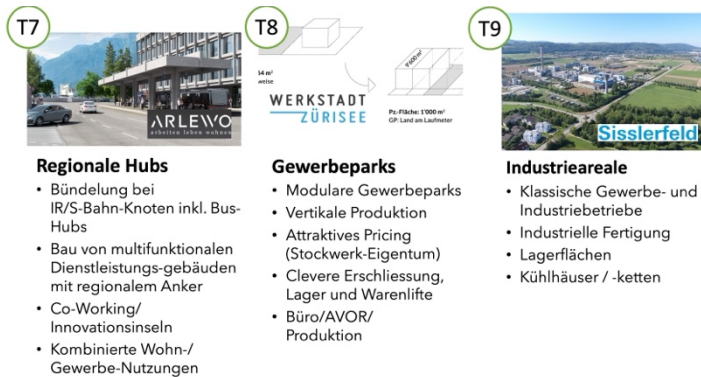 T7
ARLEWO
arbeiten leben wohnen
Regionale Hubs
• Bündelung bei
IR/S-Bahn-Knoten inkl. Bus-
Hubs
• Bau von multifunktionalen
Dienstleistungs-gebäuden
mit regionalem Anker
• Co-Working/
Innovationsinseln
• Kombinierte Wohn-/
Gewerbe-Nutzungen
T8
weise
9'600 m²
WERKSTADT
ZÜRISEE
Pz.-Fläche: 1'000 m²
GP: Land am Laufmeter
Gewerbeparks
• Modulare Gewerbeparks
• Vertikale Produktion
• Attraktives Pricing
(Stockwerk-Eigentum)
• Clevere Erschliessung,
Lager und Warenlifte
• Büro/AVOR/
Produktion
T9
Sisslerfeld
Industrieareale
• Klassische Gewerbe- und
Industriebetriebe
• Industrielle Fertigung
• Lagerflächen
• Kühlhäuser / -ketten